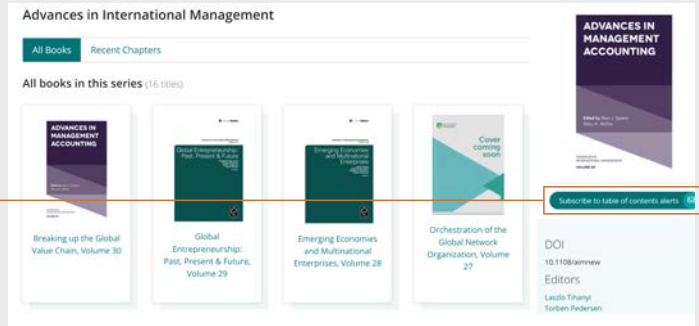 Advances in International Management
All Books
Recent Chapters
All books in this series (16 titles)
ADVANCES IN
MANAGEMENT
ACCOUNTING
Breaking up the Global
Value Chain, Volume 30
Global Entrepreneurship:
Past, Present & Future
Global
Entrepreneurship:
Past, Present & Future,
Volume 29
Emerging Economies
and Multinational
Enterprises
Emerging Economies
and Multinational
Enterprises, Volume 28
Cover
coming
soon
Orchestration of the
Global Network
Organization, Volume
27
ADVANCES IN
MANAGEMENT
ACCOUNTING
Subscribe to table of contents alerts
DOI
10.1108/aimnew
Editors
Laszlo Tihanyi
Torben Pedersen